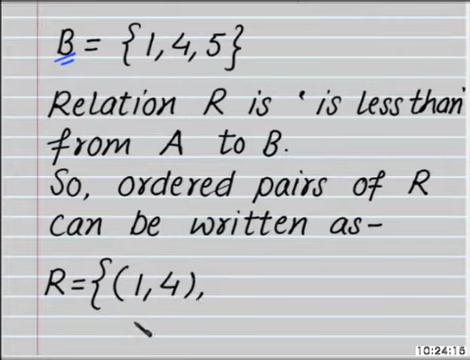 B = {1, 4, 5}
Relation R is ‘is less than’
from A to B.
So, ordered pairs of R
can be written as-
R={(1, 4),
10:24:15